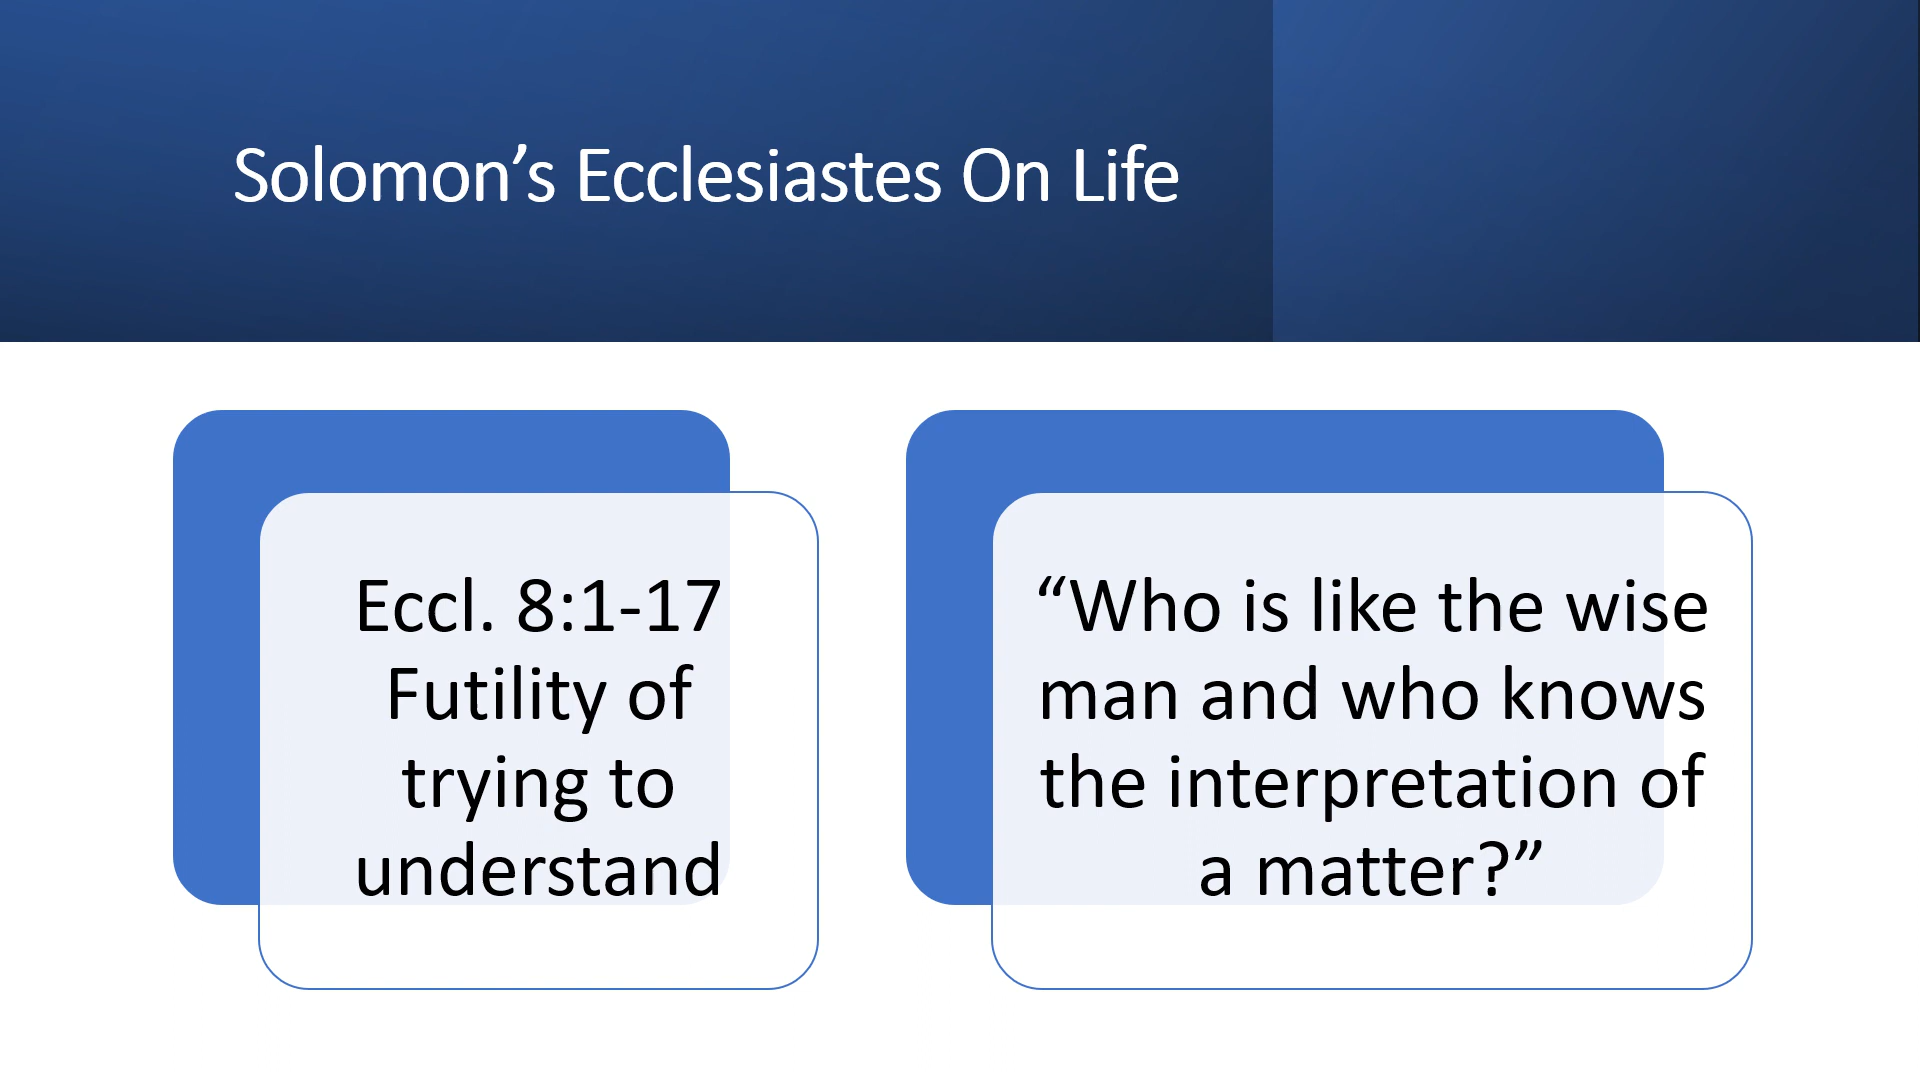 Solomon’s Ecclesiastes On Life
Eccl. 8:1-17
Futility of
trying to
understand
“Who is like the wise
man and who knows
the interpretation of
a matter?”